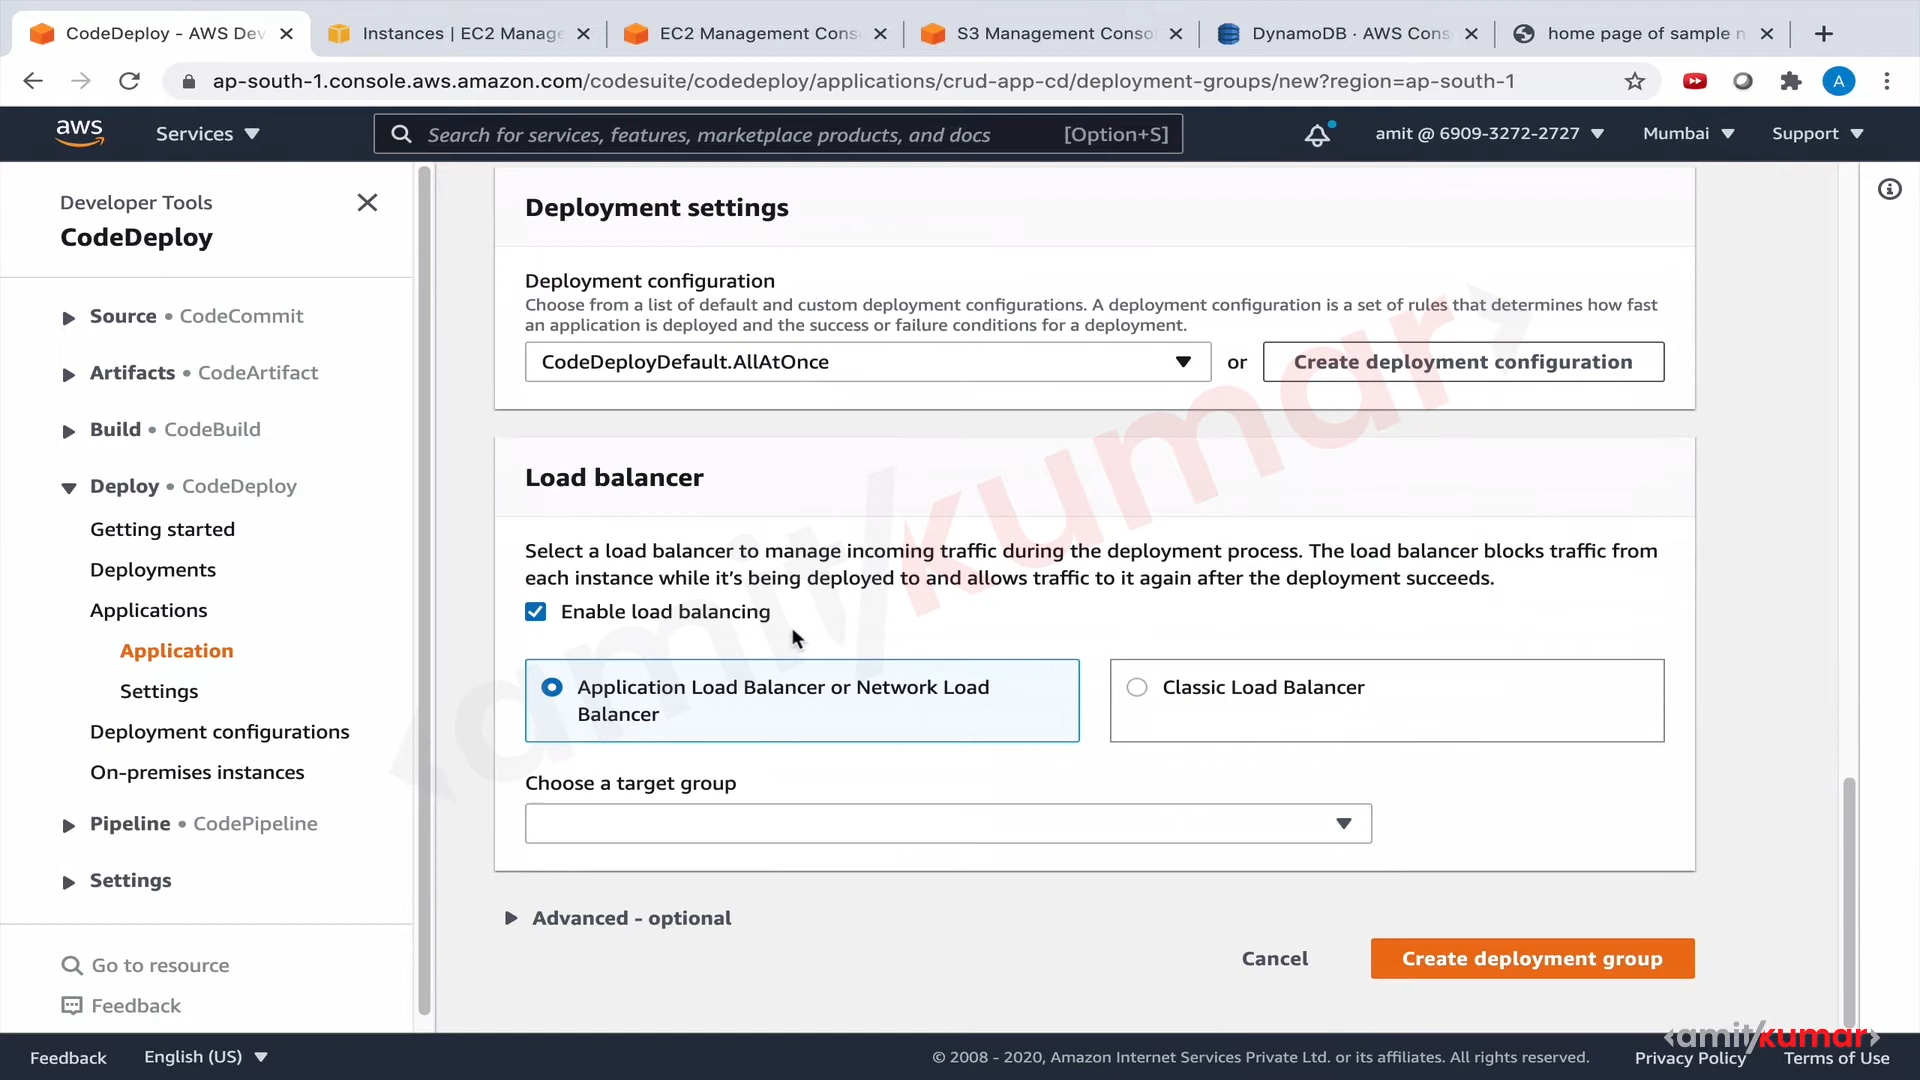 CodeDeploy - AWS Dev
Instances | EC2 Manage
EC2 Management Cons
S3 Management Conso
DynamoDB · AWS Cons
home page of sample n
ap-south-1.console.aws.amazon.com/codesuite/codedeploy/applications/crud-app-cd/deployment-groups/new?region=ap-south-1
A
aws
Services
Search for services, features, marketplace products, and docs
[Option+S]
amit @ 6909-3272-2727
Mumbai
Support
Developer Tools
CodeDeploy
Source • CodeCommit
Artifacts • CodeArtifact
Build • CodeBuild
Deploy • CodeDeploy
Getting started
Deployments
Applications
Application
Settings
Deployment configurations
On-premises instances
Pipeline • CodePipeline
Settings
Go to resource
Feedback
Deployment settings
Deployment configuration
Choose from a list of default and custom deployment configurations. A deployment configuration is a set of rules that determines how fast
an application is deployed and the success or failure conditions for a deployment.
CodeDeployDefault.AllAtOnce
or
Create deployment configuration
Load balancer
Select a load balancer to manage incoming traffic during the deployment process. The load balancer blocks traffic from
each instance while it's being deployed to and allows traffic to it again after the deployment succeeds.
Enable load balancing
Application Load Balancer or Network Load
Balancer
Classic Load Balancer
Choose a target group
Advanced - optional
Cancel
Create deployment group
<amit/kumar>
<amit/kumar>
Feedback
English (US)
© 2008 - 2020, Amazon Internet Services Private Ltd. or its affiliates. All rights reserved.
Privacy Policy
Terms of Use